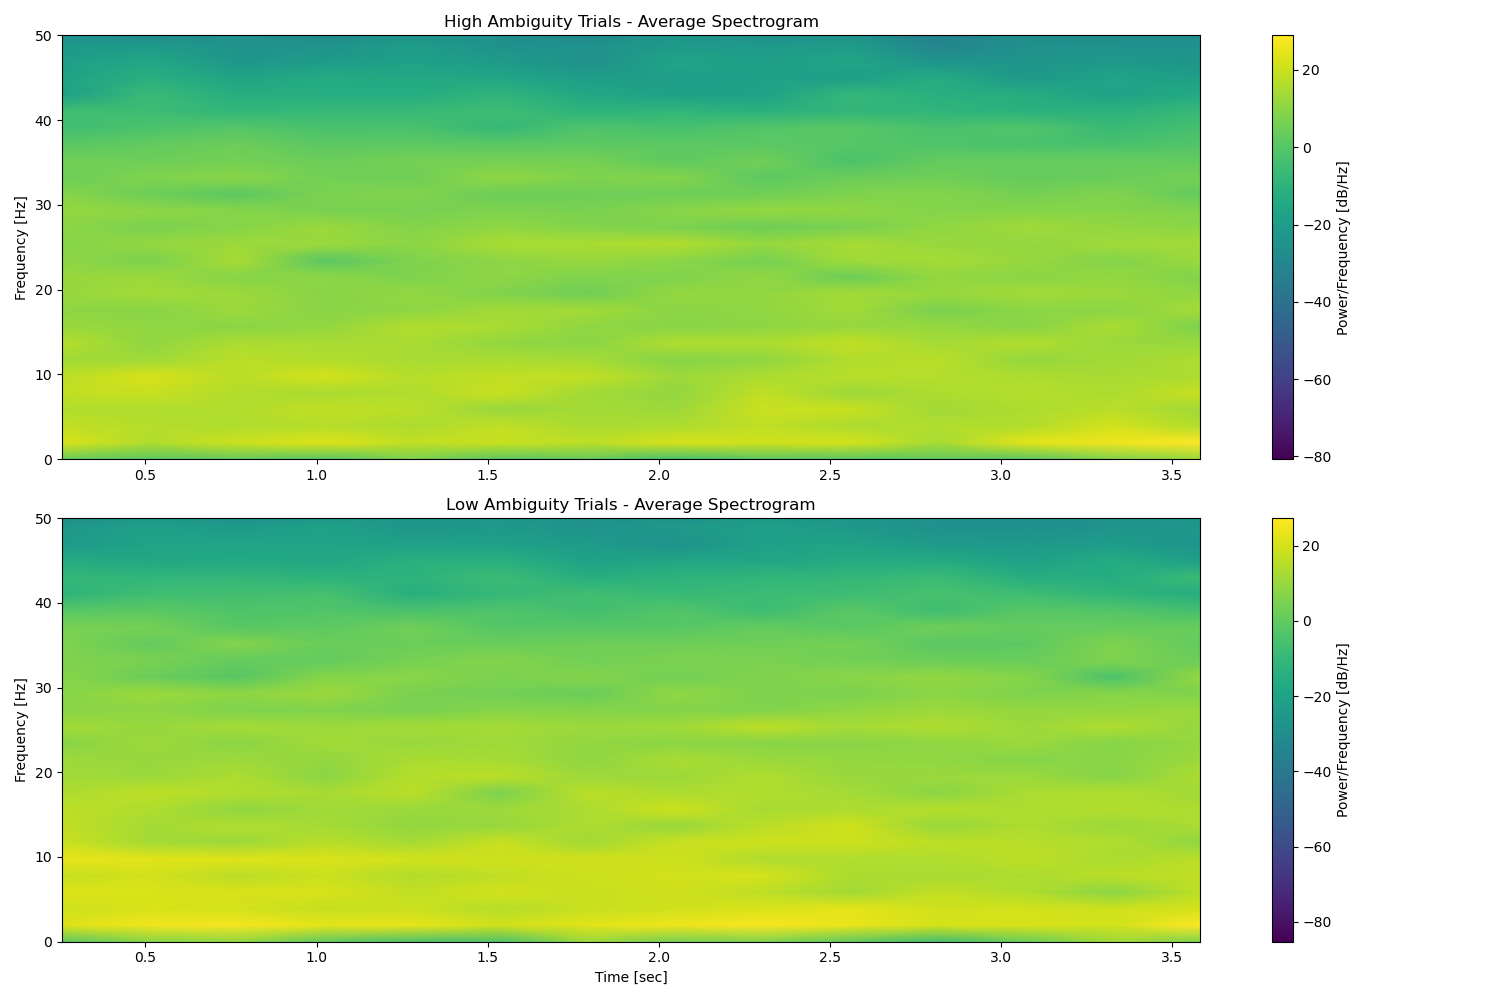 High Ambiguity Trials - Average Spectrogram
50
40
30
20
10
0
Frequency [Hz]
0.5 1.0 1.5 2.0 2.5 3.0 3.5
20
0
−20
−40
−60
−80
Power/Frequency [dB/Hz]
Low Ambiguity Trials - Average Spectrogram
50
40
30
20
10
0
Frequency [Hz]
0.5 1.0 1.5 2.0 2.5 3.0 3.5
Time [sec]
20
0
−20
−40
−60
−80
Power/Frequency [dB/Hz]